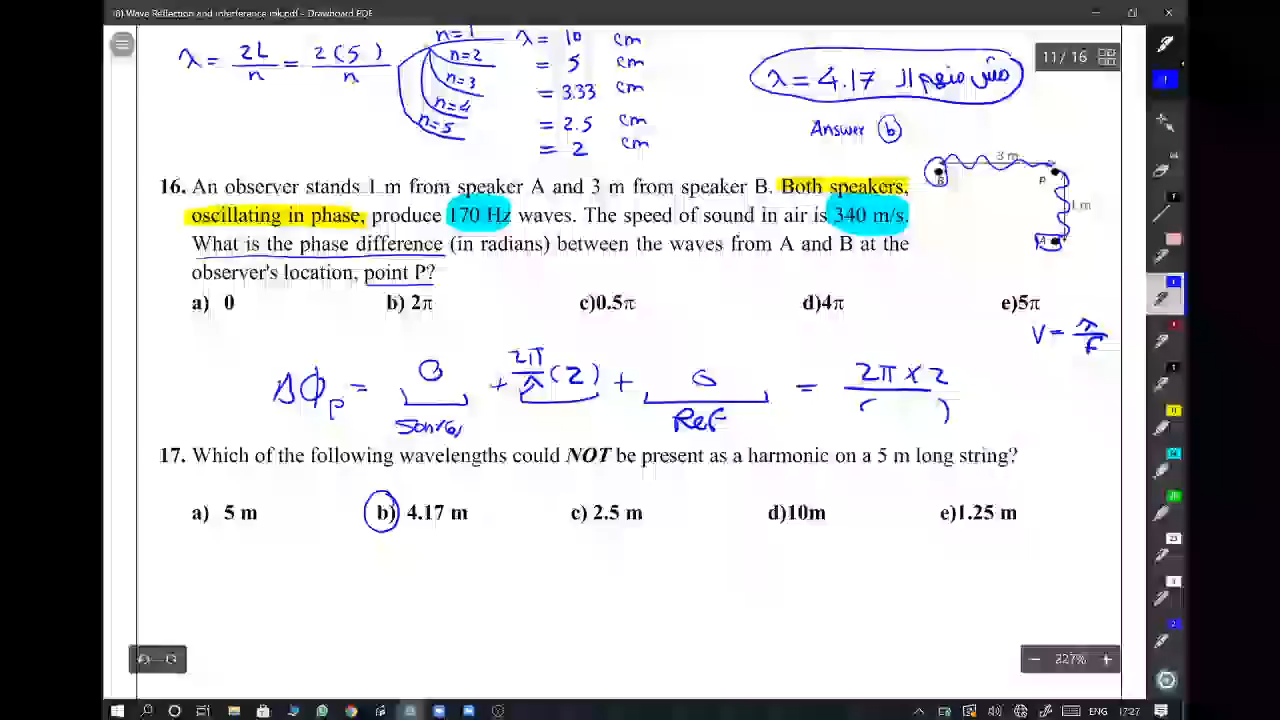 (8) Wave Reflection and interference mk.pdf - Drawboard PDF
11 / 16
λ = 2L/n = 2(5)/n
n=1 λ = 10 cm
n=2 = 5 cm
n=3 = 3.33 cm
n=4 = 2.5 cm
n=5 = 2 cm
λ = 4.17 مش منهم
Answer b
16. An observer stands 1 m from speaker A and 3 m from speaker B. Both speakers,
oscillating in phase, produce 170 Hz waves. The speed of sound in air is 340 m/s.
What is the phase difference (in radians) between the waves from A and B at the
observer's location, point P?
3 m
B
P
1 m
A
a) 0 b) 2π c)0.5π d)4π e)5π
V = λ/F
ΔΦp = 0 + 2π/λ (2) + 0 = 2π × 2 / ( )
Ref
17. Which of the following wavelengths could NOT be present as a harmonic on a 5 m long string?
a) 5 m b) 4.17 m c) 2.5 m d)10m e)1.25 m
327%
ENG 17:27